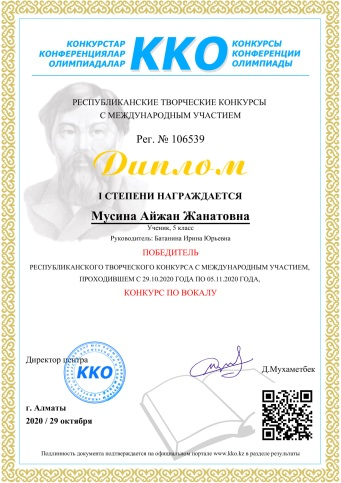 КОНКУРСТАР
КОНФЕРЕНЦИЯЛАР
ОЛИМПИАДАЛАР
ККО
КОНКУРСЫ
КОНФЕРЕНЦИИ
ОЛИМПИАДЫ
РЕСПУБЛИКАНСКИЕ ТВОРЧЕСКИЕ КОНКУРСЫ
С МЕЖДУНАРОДНЫМ УЧАСТИЕМ
Рег. № 106539
Диплом
I СТЕПЕНИ НАГРАЖДАЕТСЯ
Мусина Айжан Жанатовна
Ученик, 5 класс
Руководитель: Батанина Ирина Юрьевна
ПОБЕДИТЕЛЬ
РЕСПУБЛИКАНСКОГО ТВОРЧЕСКОГО КОНКУРСА С МЕЖДУНАРОДНЫМ УЧАСТИЕМ,
ПРОХОДИВШЕМ С 29.10.2020 ГОДА ПО 05.11.2020 ГОДА,
КОНКУРС ПО ВОКАЛУ
Директор центра
ККО
Д.Мухаметбек
г. Алматы
2020 / 29 октября
Подлинность документа подтверждается на официальном портале www.kko.kz в разделе результаты